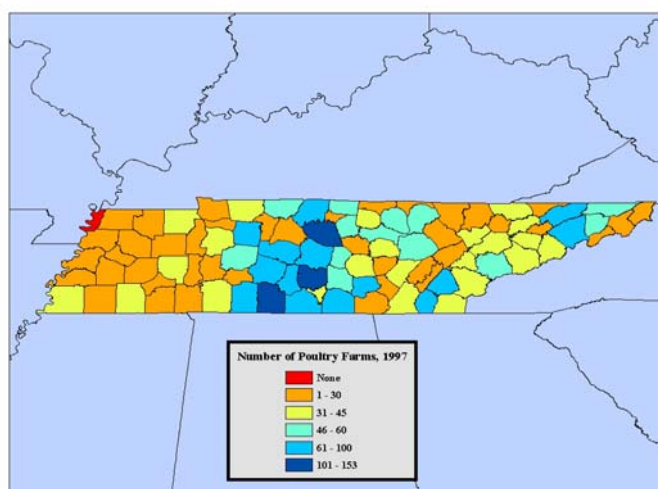 Number of Poultry Farms, 1997
None
1 - 30
31 - 45
46 - 60
61 - 100
101 - 153